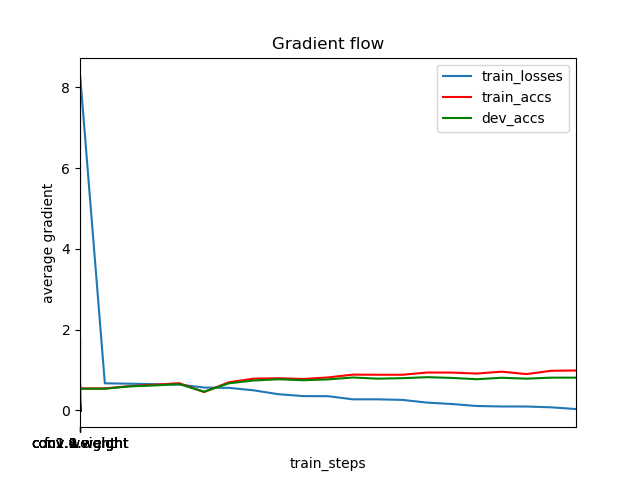 Gradient flow
train_losses
train_accs
dev_accs
average gradient
8
6
4
2
0
train_steps